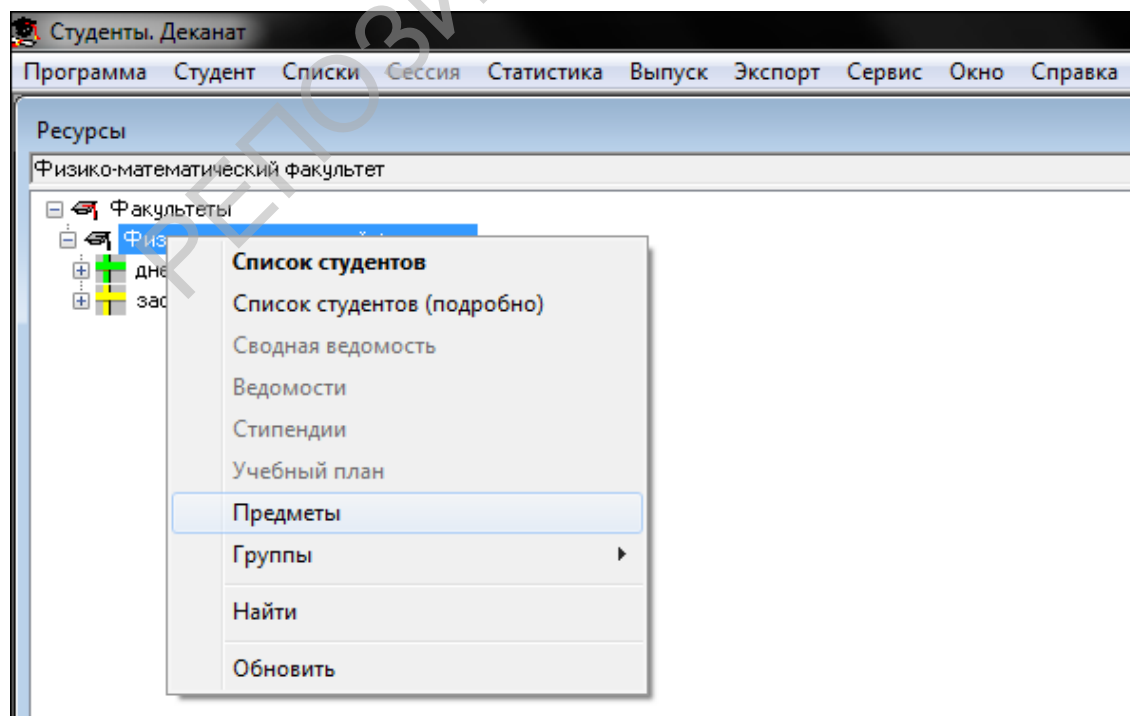 Студенты. Деканат
Программа Студент Списки Сессия Статистика Выпуск Экспорт Сервис Окно Справка
Ресурсы
Физико-математический факультет
Факультеты
Список студентов
Список студентов (подробно)
Сводная ведомость
Ведомости
Стипендии
Учебный план
Предметы
Группы
Найти
Обновить